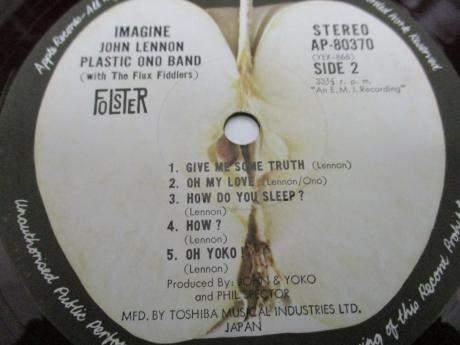 Apple Records · All
IMAGINE
JOHN LENNON
PLASTIC ONO BAND
(with The Flux Fiddlers)
FOLSTER
STEREO
AP-80370
(YEX-866)
SIDE 2
33⅓ r. p. m.
"An E. M. I. Recording"
1. GIVE ME SOME TRUTH (Lennon)
2. OH MY LOVE (Lennon/Ono)
3. HOW DO YOU SLEEP?
(Lennon)
4. HOW?
(Lennon)
5. OH YOKO!
(Lennon)
Produced By: JOHN & YOKO
and PHIL SPECTOR
MFD. BY TOSHIBA MUSICAL INDUSTRIES LTD.
JAPAN
Work Reserved
Unauthorised Public Perfor
ing of this Record Prohib